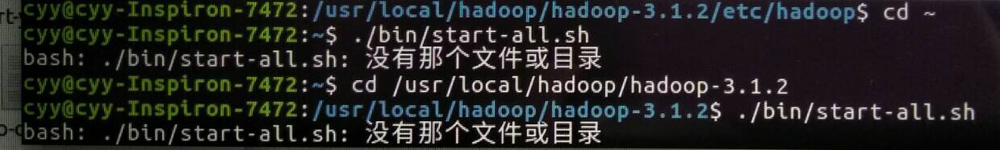 cyy@cyy-Inspiron-7472:/usr/local/hadoop/hadoop-3.1.2/etc/hadoop$ cd ~
cyy@cyy-Inspiron-7472:~$ ./bin/start-all.sh
bash: ./bin/start-all.sh: 没有那个文件或目录
cyy@cyy-Inspiron-7472:~$ cd /usr/local/hadoop/hadoop-3.1.2
cyy@cyy-Inspiron-7472:/usr/local/hadoop/hadoop-3.1.2$ ./bin/start-all.sh
bash: ./bin/start-all.sh: 没有那个文件或目录